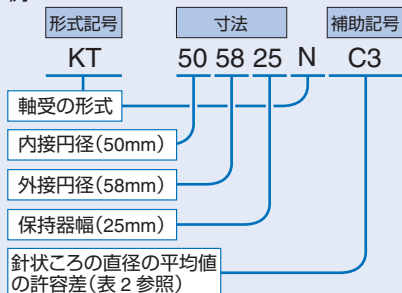 形式記号 寸法 補助記号
KT 50 58 25 N C3
軸受の形式
内接円径(50mm)
外接円径(58mm)
保持器幅(25mm)
針状ころの直径の平均値
の許容差(表2参照)